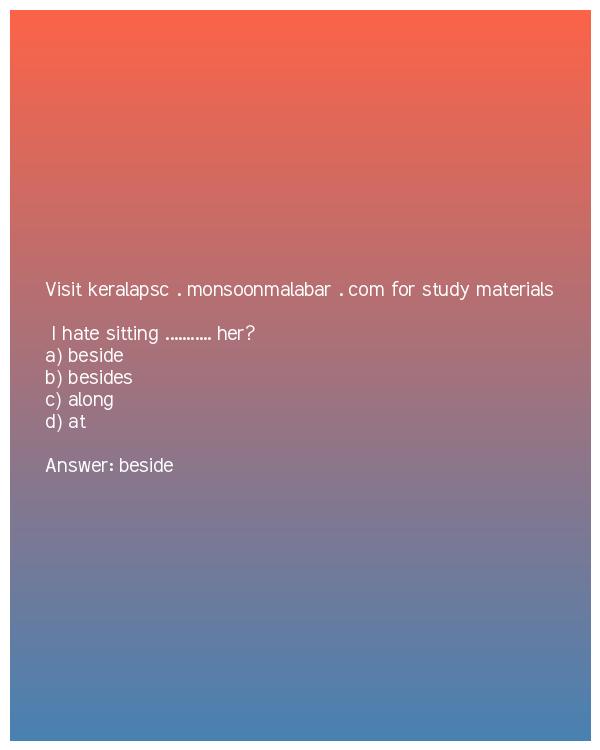 Visit keralapsc . monsoonmalabar . com for study materials
I hate sitting ........... her?
a) beside
b) besides
c) along
d) at
Answer: beside